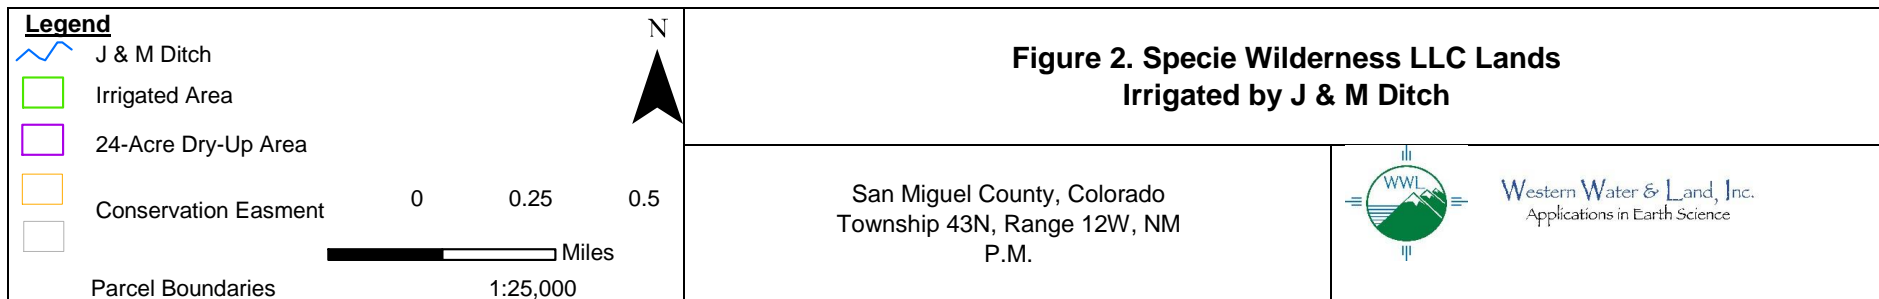 Legend
N
J & M Ditch
Irrigated Area
24-Acre Dry-Up Area
Conservation Easment
0 0.25 0.5
Miles
Parcel Boundaries
1:25,000
Figure 2. Specie Wilderness LLC Lands
Irrigated by J & M Ditch
San Miguel County, Colorado
Township 43N, Range 12W, NM
P.M.
WWL
Western Water & Land, Inc.
Applications in Earth Science